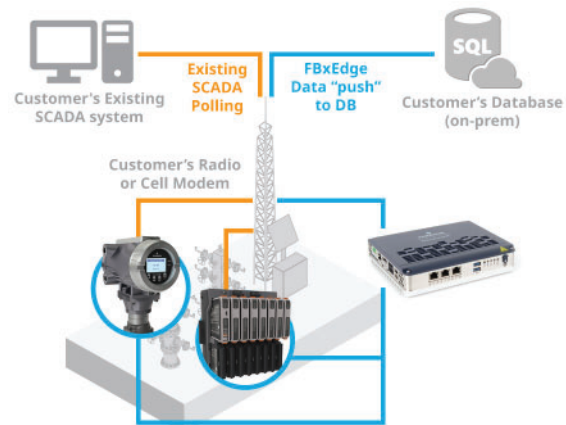 SQL
Customer's Existing
SCADA system
Existing
SCADA
Polling
FBxEdge
Data "push"
to DB
Customer's Database
(on-prem)
Customer's Radio
or Cell Modem